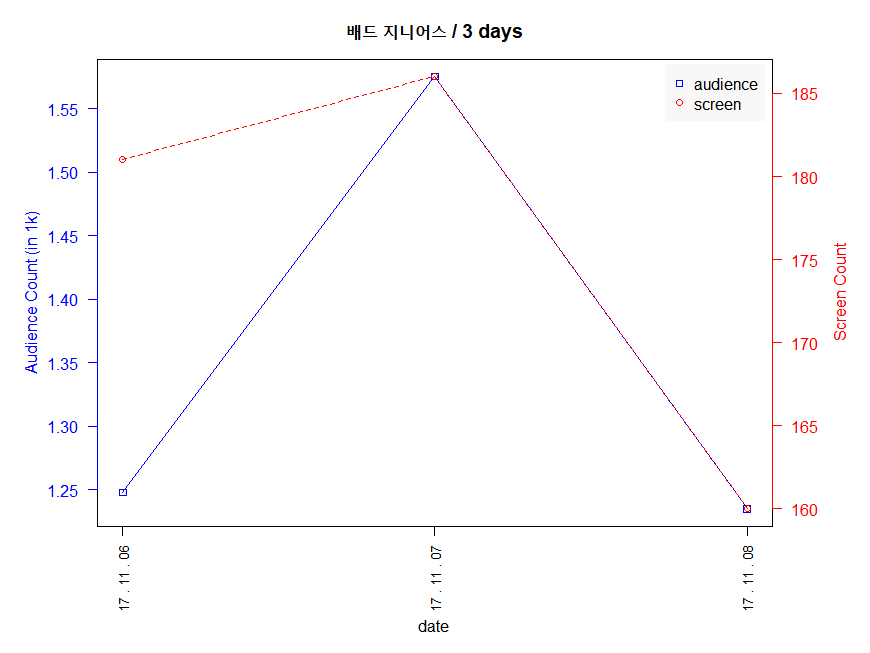 배드 지니어스 / 3 days
audience
screen
Audience Count (in 1k)
1.55
1.50
1.45
1.40
1.35
1.30
1.25
185
180
175
170
165
160
Screen Count
17 . 11 . 06
17 . 11 . 07
17 . 11 . 08
date